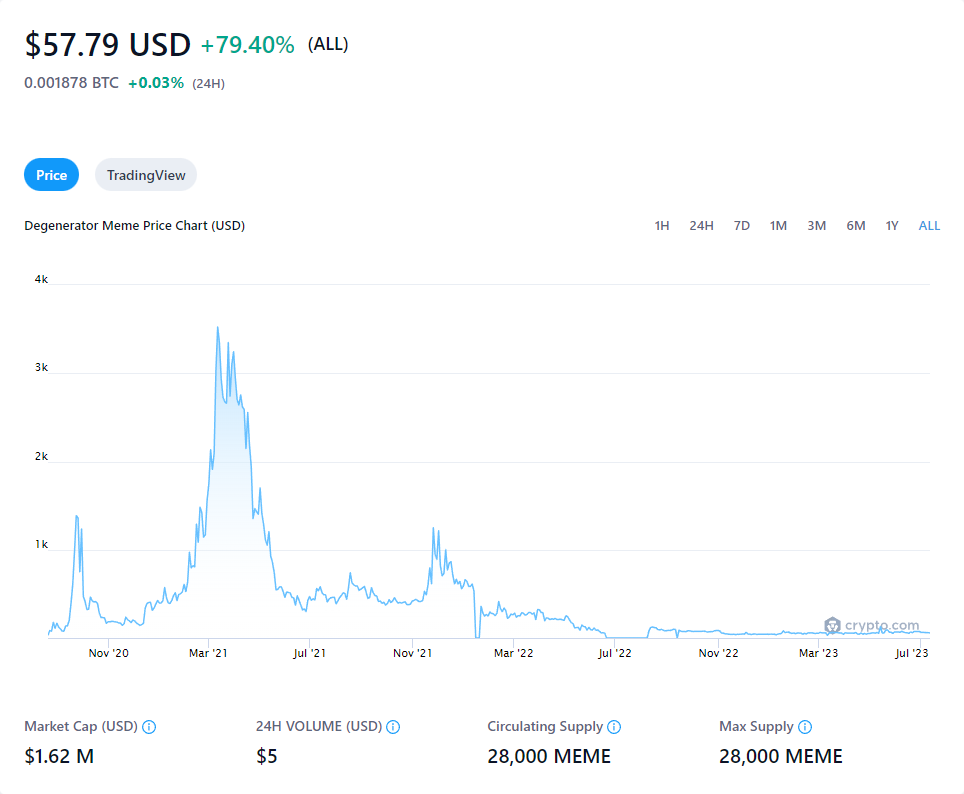 $57.79 USD +79.40% (ALL)
0.001878 BTC +0.03% (24H)
Price TradingView
Degenerator Meme Price Chart (USD) 1H 24H 7D 1M 3M 6M 1Y ALL
4k
3k
2k
1k
crypto.com
Nov '20 Mar '21 Jul '21 Nov '21 Mar '22 Jul '22 Nov '22 Mar '23 Jul '23
Market Cap (USD) 24H VOLUME (USD) Circulating Supply Max Supply
$1.62 M $5 28,000 MEME 28,000 MEME